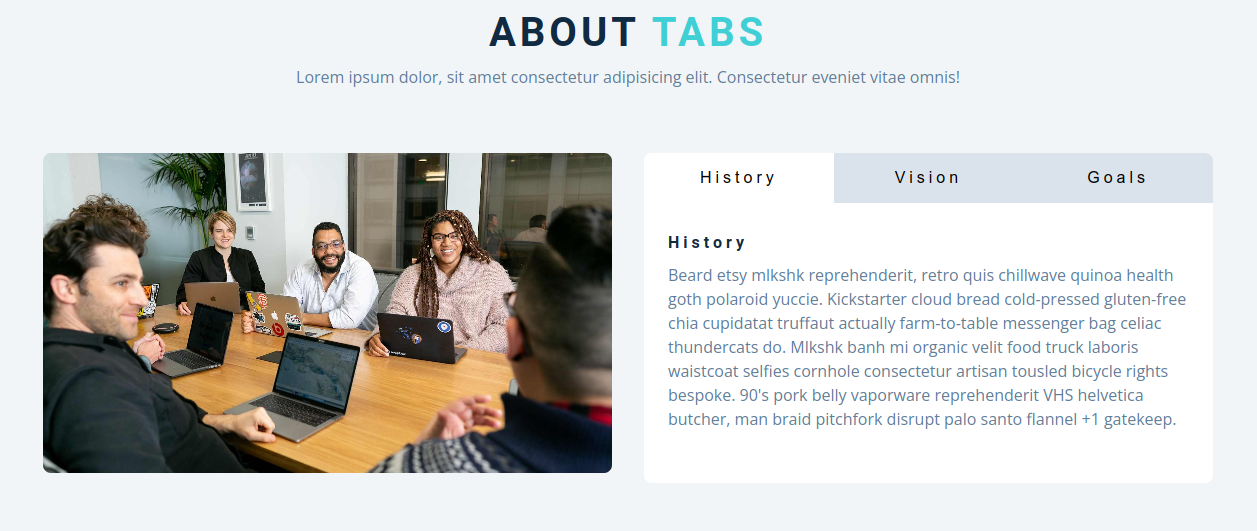 ABOUT TABS
Lorem ipsum dolor, sit amet consectetur adipisicing elit. Consectetur eveniet vitae omnis!
History Vision Goals
History
Beard etsy mlkshk reprehenderit, retro quis chillwave quinoa health
goth polaroid yuccie. Kickstarter cloud bread cold-pressed gluten-free
chia cupidatat truffaut actually farm-to-table messenger bag celiac
thundercats do. Mlkshk banh mi organic velit food truck laboris
waistcoat selfies cornhole consectetur artisan tousled bicycle rights
bespoke. 90's pork belly vaporware reprehenderit VHS helvetica
butcher, man braid pitchfork disrupt palo santo flannel +1 gatekeep.